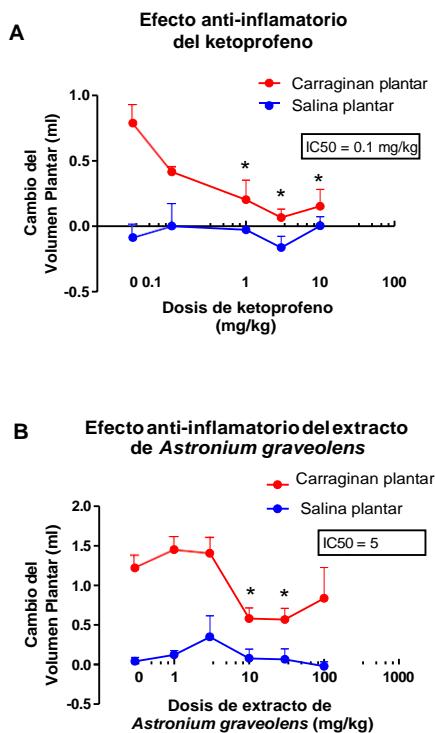 A
Efecto anti-inflamatorio
del ketoprofeno
Carraginan plantar
Salina plantar
IC50 = 0.1 mg/kg
Cambio del
Volumen Plantar (ml)
1.0
0.5
0.0
-0.5
* * *
0 0.1 1 10 100
Dosis de ketoprofeno
(mg/kg)
B
Efecto anti-inflamatorio del extracto
de Astronium graveolens
Carraginan plantar
Salina plantar
IC50 = 5
Cambio del
Volumen Plantar (ml)
2.0
1.5
1.0
0.5
0.0
-0.5
* *
0 1 10 100 1000
Dosis de extracto de
Astronium graveolens (mg/kg)